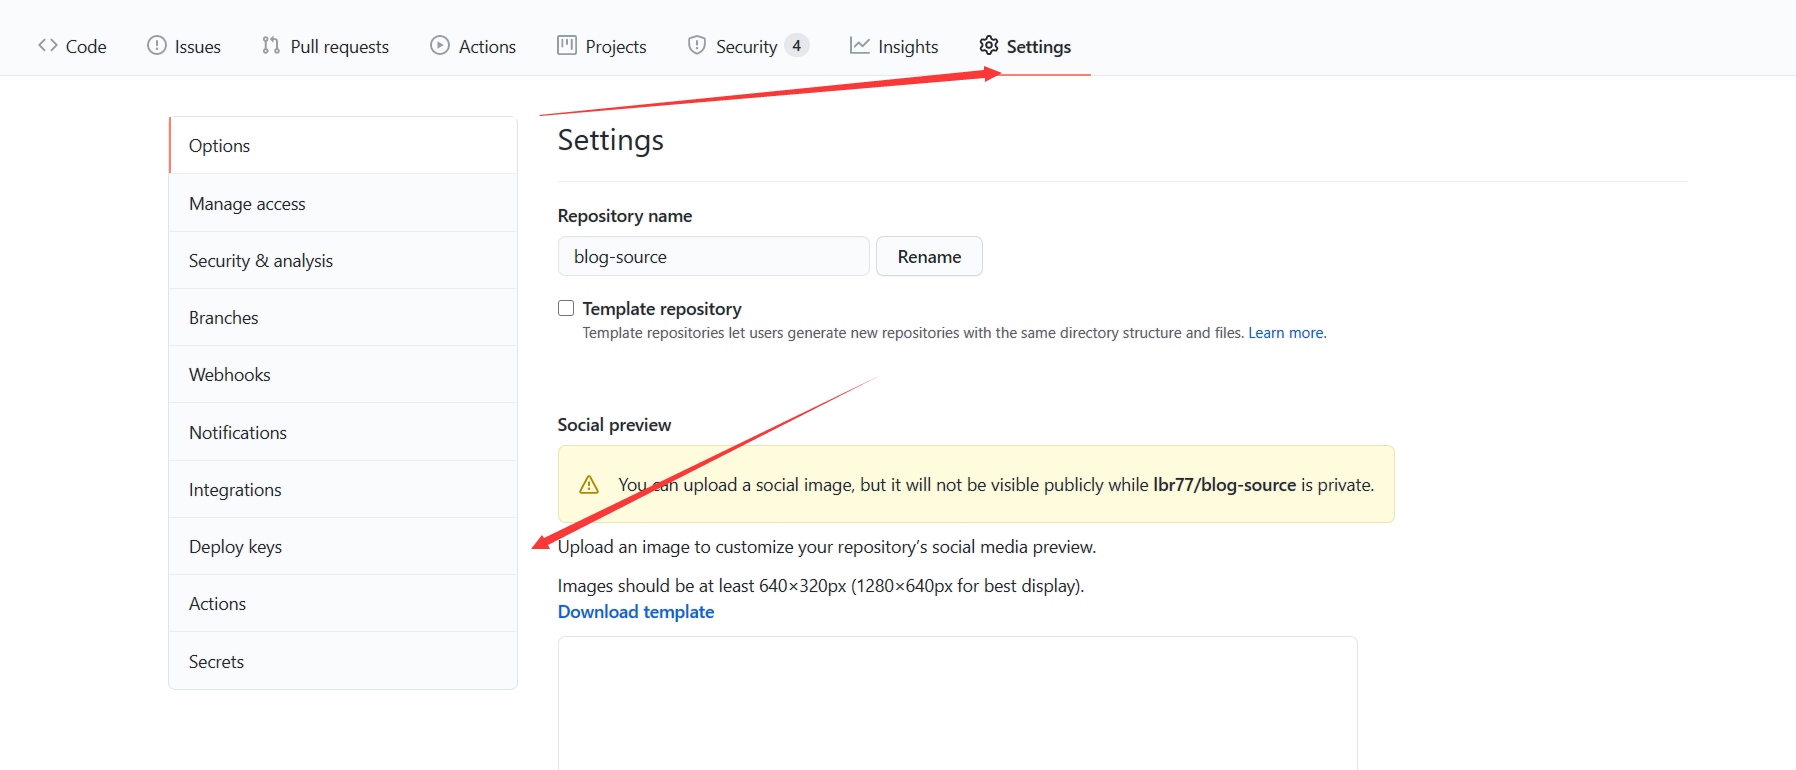 Code Issues Pull requests Actions Projects Security 4 Insights Settings
Options
Manage access
Security & analysis
Branches
Webhooks
Notifications
Integrations
Deploy keys
Actions
Secrets
Settings
Repository name
blog-source Rename
Template repository
Template repositories let users generate new repositories with the same directory structure and files. Learn more.
Social preview
You can upload a social image, but it will not be visible publicly while lbr77/blog-source is private.
Upload an image to customize your repository’s social media preview.
Images should be at least 640×320px (1280×640px for best display).
Download template